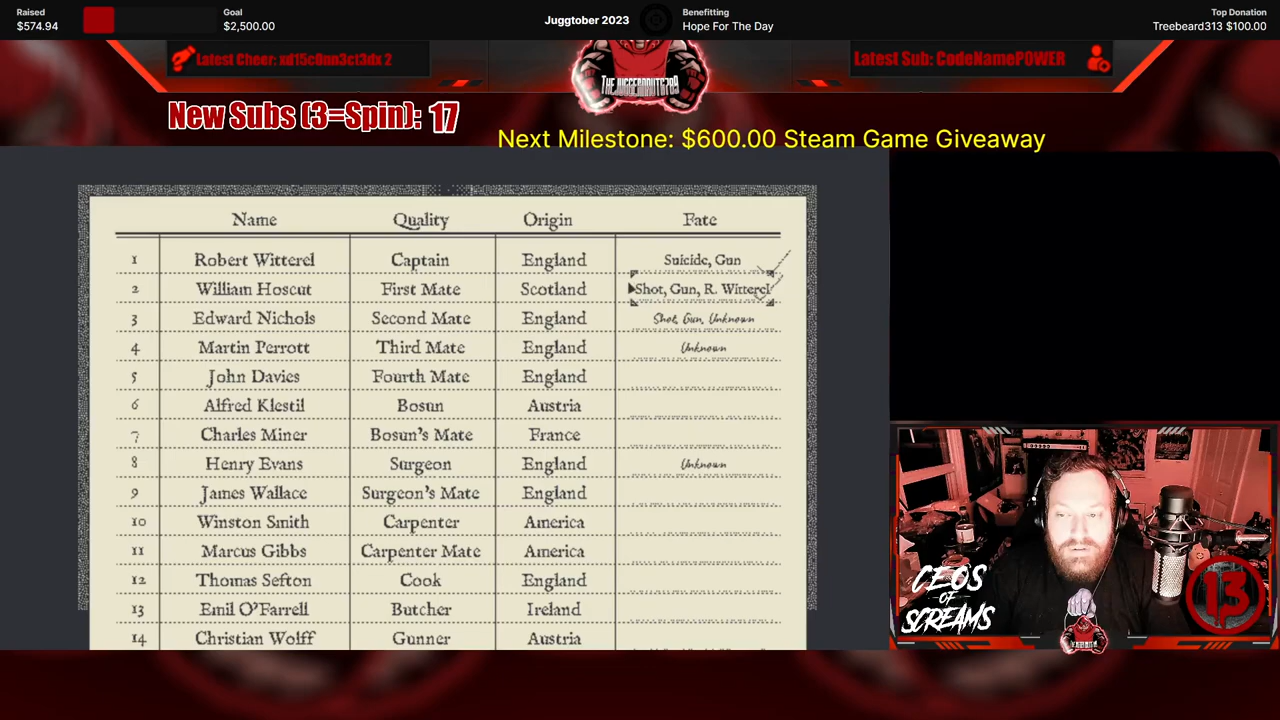 Raised
$574.94
Goal
$2,500.00
Juggtober 2023
Benefitting
Hope For The Day
Top Donation
Treebeard313 $100.00
Latest Cheer: xd15c0nn3ct3dx 2
THEJUGGERNAUT6789
Latest Sub: CodeNamePOWER
New Subs (3=Spin): 17
Next Milestone: $600.00 Steam Game Giveaway
Name Quality Origin Fate
1 Robert Witterel Captain England Suicide, Gun
2 William Hoscut First Mate Scotland Shot, Gun, R. Witterel
3 Edward Nichols Second Mate England Shot, Gun, Unknown
4 Martin Perrott Third Mate England Unknown
5 John Davies Fourth Mate England
6 Alfred Klestil Bosun Austria
7 Charles Miner Bosun's Mate France
8 Henry Evans Surgeon England Unknown
9 James Wallace Surgeon's Mate England
10 Winston Smith Carpenter America
11 Marcus Gibbs Carpenter Mate America
12 Thomas Sefton Cook England
13 Emil O'Farrell Butcher Ireland
14 Christian Wolff Gunner Austria
CEOS
OF
SCREAMS
13